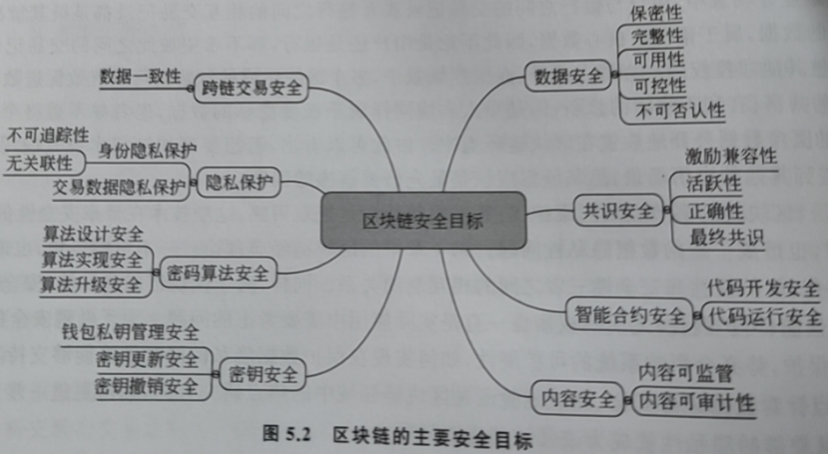 数据一致性
跨链交易安全
不可追踪性
无关联性
身份隐私保护
交易数据隐私保护
隐私保护
算法设计安全
算法实现安全
算法升级安全
密码算法安全
钱包私钥管理安全
密钥更新安全
密钥撤销安全
密钥安全
区块链安全目标
数据安全
保密性
完整性
可用性
可控性
不可否认性
共识安全
激励兼容性
活跃性
正确性
最终共识
智能合约安全
代码开发安全
代码运行安全
内容安全
内容可监管
内容可审计性
图 5.2 区块链的主要安全目标